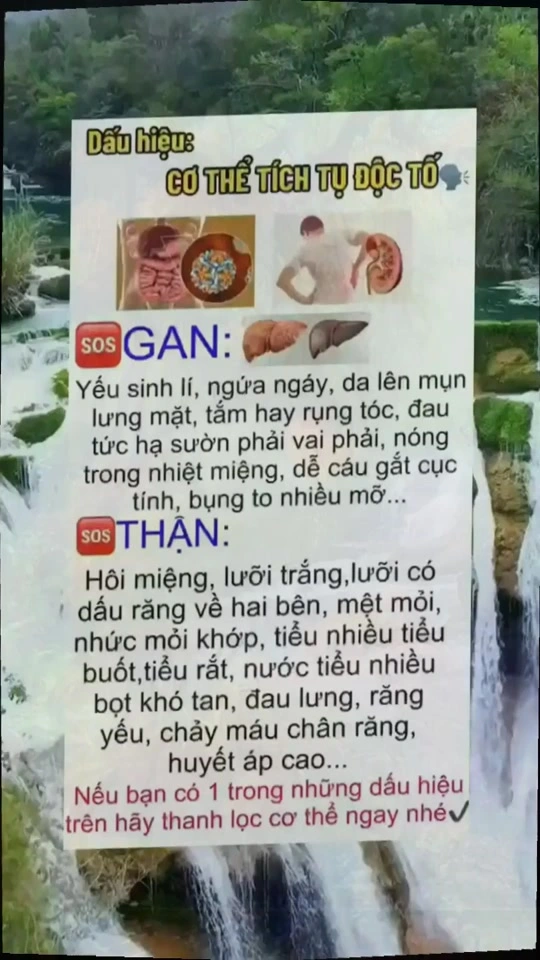 Dấu hiệu:
CƠ THỂ TÍCH TỤ ĐỘC TỐ
SOS GAN:
Yếu sinh lí, ngứa ngáy, da lên mụn
lưng mặt, tắm hay rụng tóc, đau
tức hạ sườn phải vai phải, nóng
trong nhiệt miệng, dễ cáu gắt cục
tính, bụng to nhiều mỡ...
SOS THẬN:
Hôi miệng, lưỡi trắng,lưỡi có
dấu răng về hai bên, mệt mỏi,
nhức mỏi khớp, tiểu nhiều tiểu
buốt,tiểu rắt, nước tiểu nhiều
bọt khó tan, đau lưng, răng
yếu, chảy máu chân răng,
huyết áp cao...
Nếu bạn có 1 trong những dấu hiệu
trên hãy thanh lọc cơ thể ngay nhé